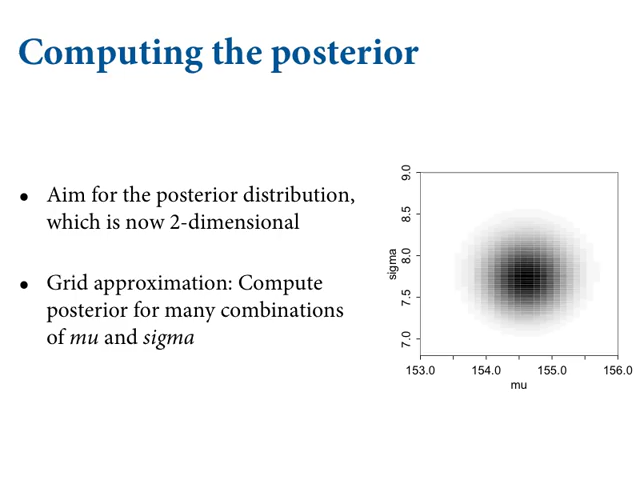 Computing the posterior
• Aim for the posterior distribution,
which is now 2-dimensional
• Grid approximation: Compute
posterior for many combinations
of mu and sigma
9.0
8.5
8.0
7.5
7.0
sigma
153.0 154.0 155.0 156.0
mu